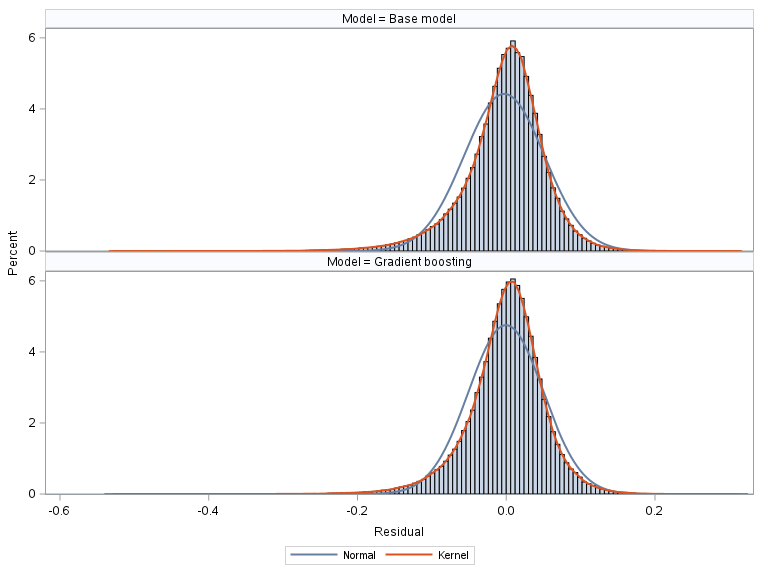 Model = Base model
6
4
2
0
Percent
Model = Gradient boosting
6
4
2
0
-0.6 -0.4 -0.2 0.0 0.2
Residual
Normal Kernel